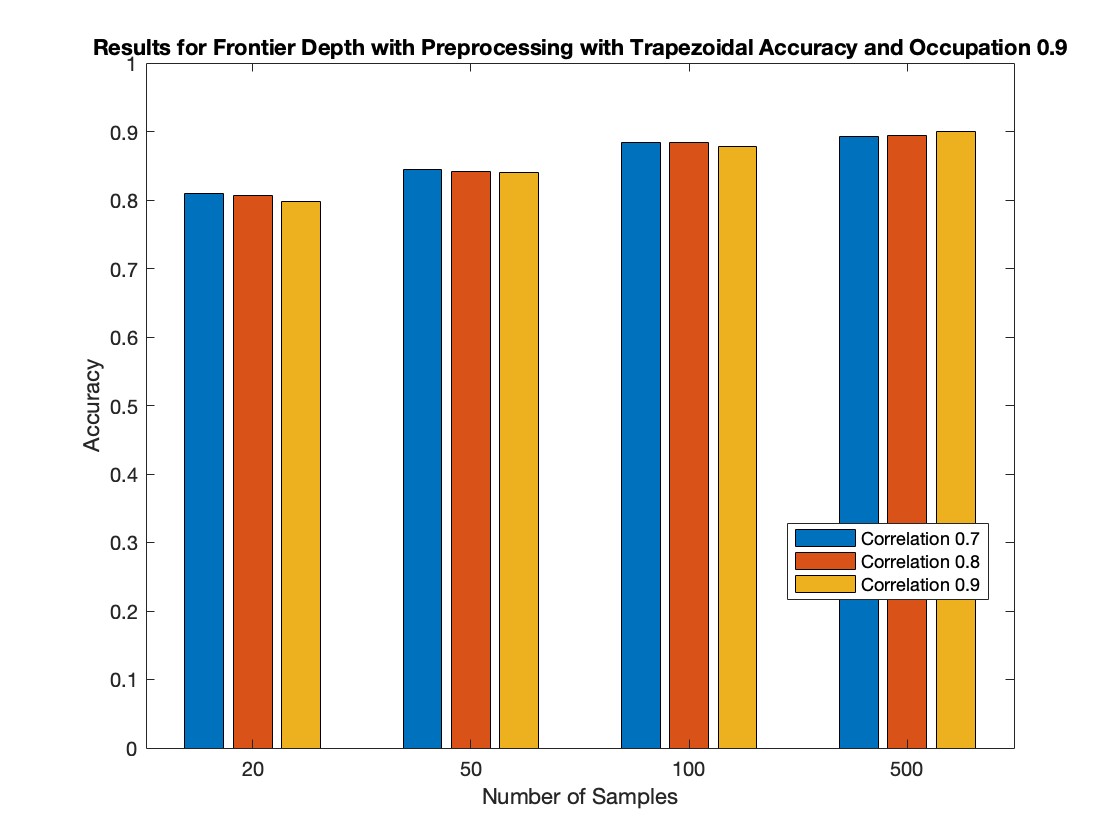 Results for Frontier Depth with Preprocessing with Trapezoidal Accuracy and Occupation 0.9
1
0.9
0.8
0.7
0.6
0.5
0.4
0.3
0.2
0.1
0
Accuracy
Correlation 0.7
Correlation 0.8
Correlation 0.9
20 50 100 500
Number of Samples